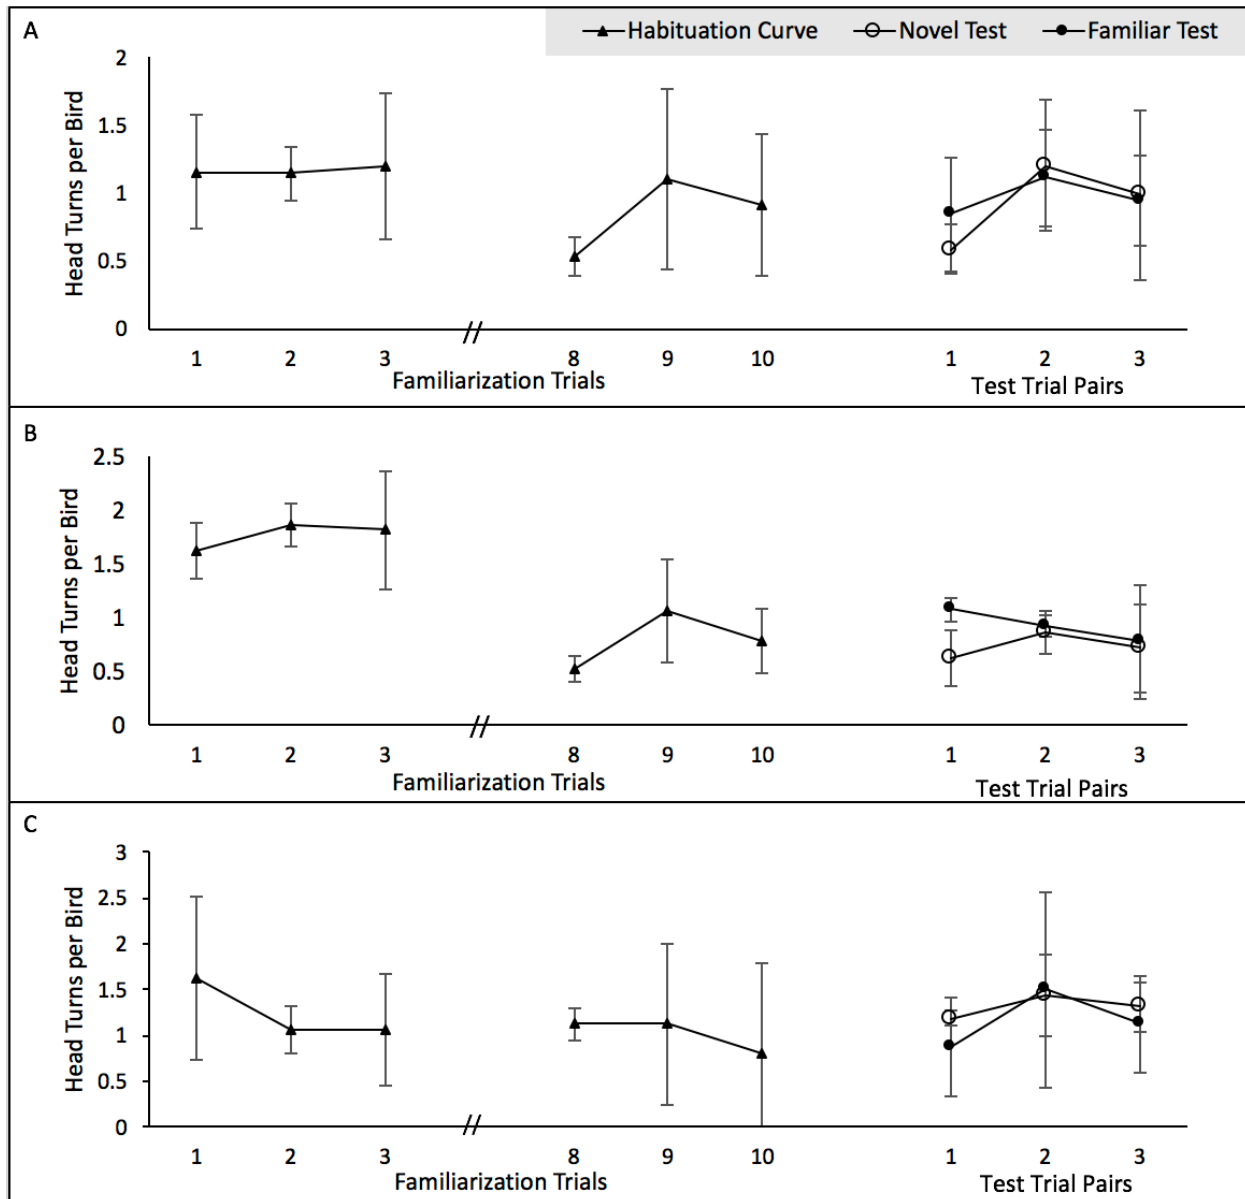 A
Habituation Curve Novel Test Familiar Test
Head Turns per Bird
2
1.5
1
0.5
0
1 2 3 8 9 10 1 2 3
Familiarization Trials Test Trial Pairs
B
Head Turns per Bird
2.5
2
1.5
1
0.5
0
1 2 3 8 9 10 1 2 3
Familiarization Trials Test Trial Pairs
C
Head Turns per Bird
3
2.5
2
1.5
1
0.5
0
1 2 3 8 9 10 1 2 3
Familiarization Trials Test Trial Pairs